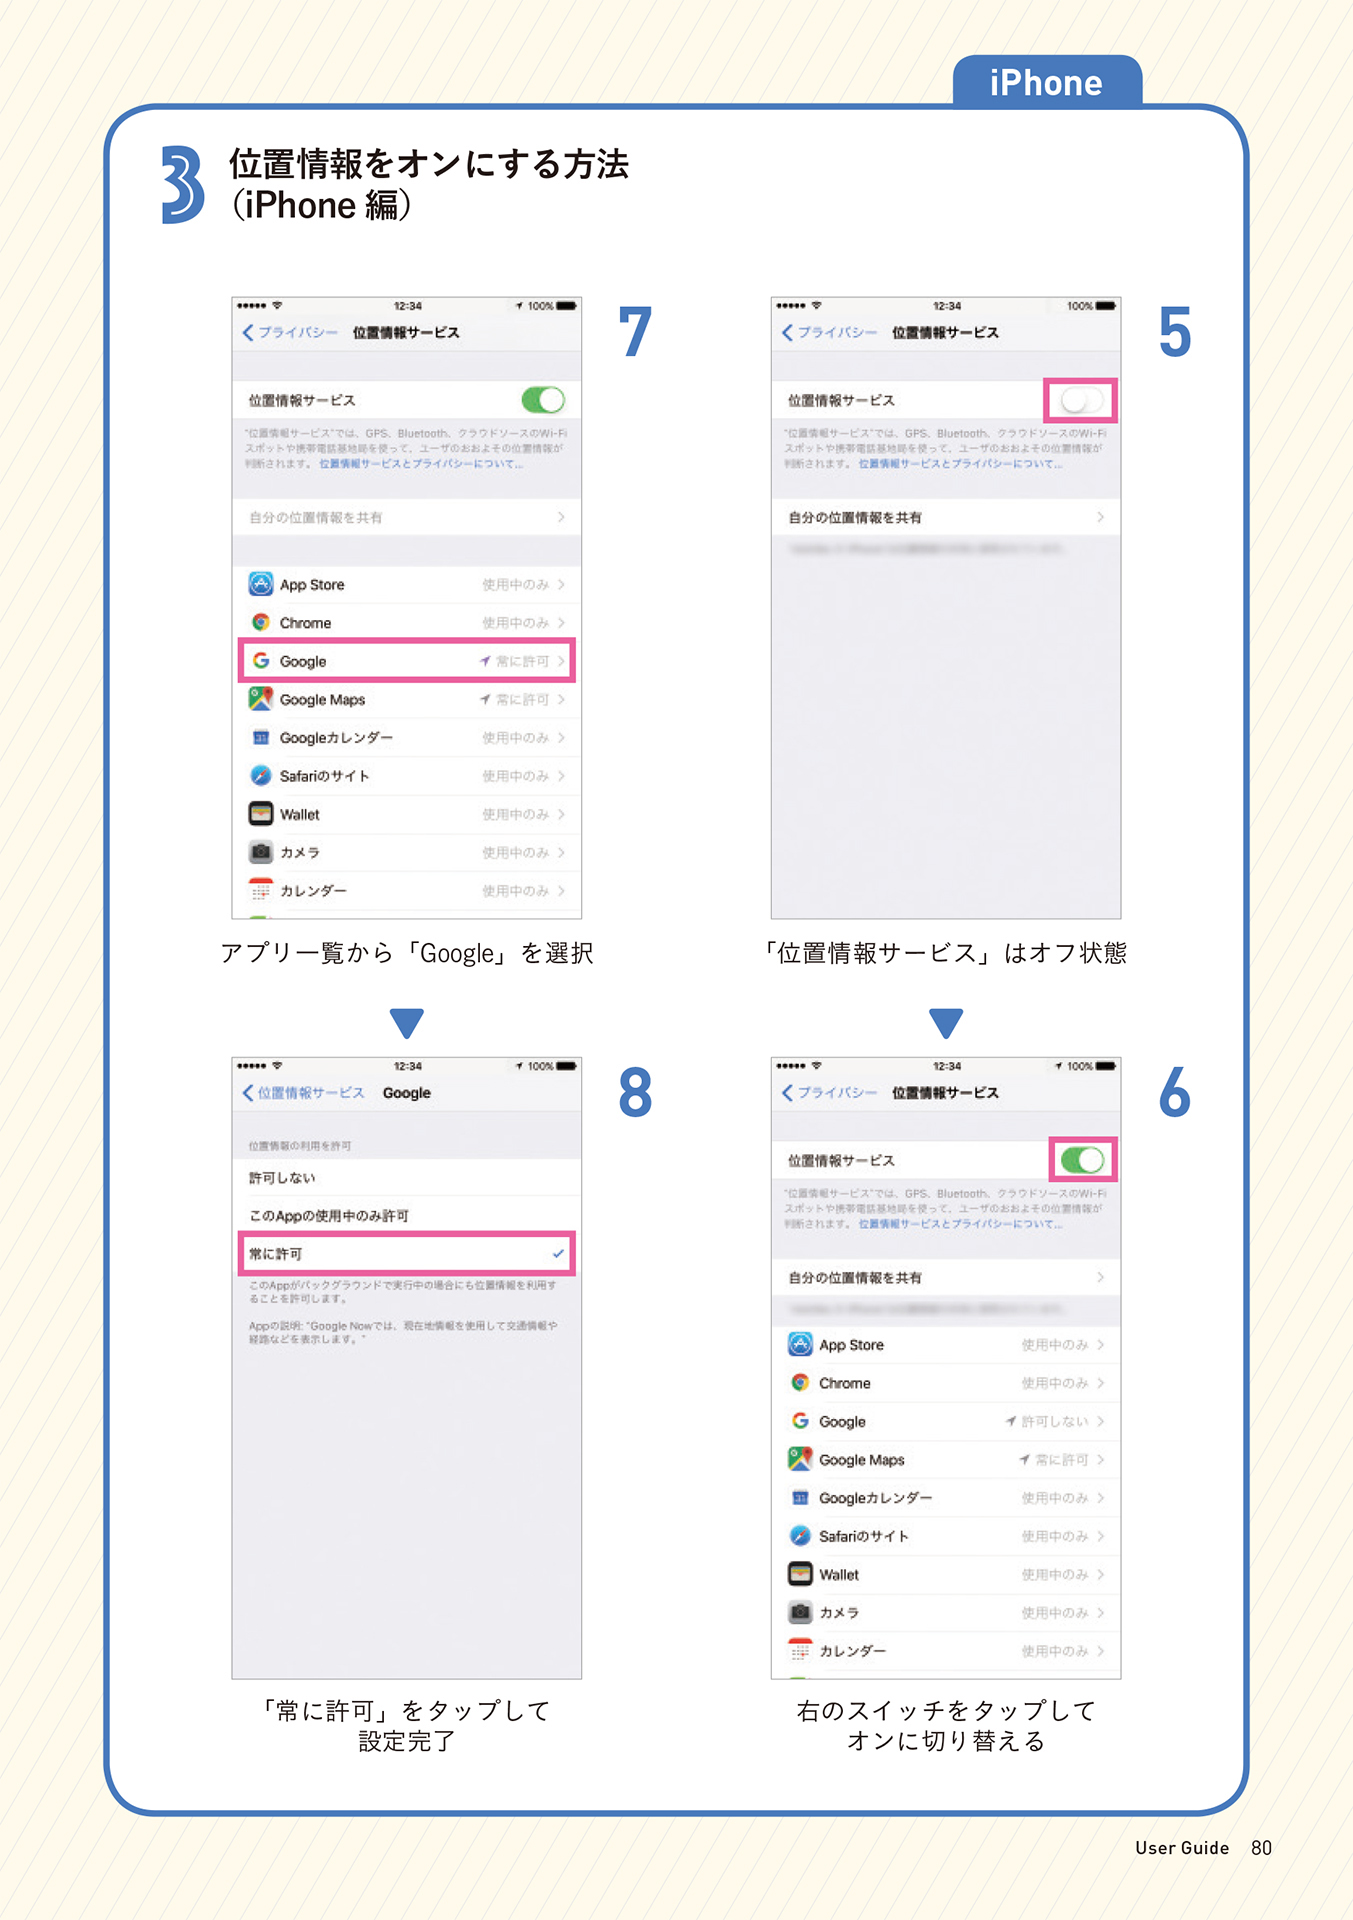 iPhone
3 位置情報をオンにする方法
（iPhone 編）
5
12:34 100%
プライバシー 位置情報サービス
位置情報サービス
"位置情報サービス"では、GPS、Bluetooth、クラウドソースのWi-Fi
スポットや携帯電話基地局を使って、ユーザのおおよその位置情報が
判断されます。位置情報サービスとプライバシーについて...
自分の位置情報を共有
「位置情報サービス」はオフ状態
6
12:34 100%
プライバシー 位置情報サービス
位置情報サービス
"位置情報サービス"では、GPS、Bluetooth、クラウドソースのWi-Fi
スポットや携帯電話基地局を使って、ユーザのおおよその位置情報が
判断されます。位置情報サービスとプライバシーについて...
自分の位置情報を共有
App Store 使用中のみ
Chrome 使用中のみ
Google 許可しない
Google Maps 常に許可
Googleカレンダー 使用中のみ
Safariのサイト 使用中のみ
Wallet 使用中のみ
カメラ 使用中のみ
カレンダー 使用中のみ
右のスイッチをタップして
オンに切り替える
7
12:34 100%
プライバシー 位置情報サービス
位置情報サービス
"位置情報サービス"では、GPS、Bluetooth、クラウドソースのWi-Fi
スポットや携帯電話基地局を使って、ユーザのおおよその位置情報が
判断されます。位置情報サービスとプライバシーについて...
自分の位置情報を共有
App Store 使用中のみ
Chrome 使用中のみ
Google 常に許可
Google Maps 常に許可
Googleカレンダー 使用中のみ
Safariのサイト 使用中のみ
Wallet 使用中のみ
カメラ 使用中のみ
カレンダー 使用中のみ
アプリ一覧から「Google」を選択
8
12:34 100%
位置情報サービス Google
位置情報の利用を許可
許可しない
このAppの使用中のみ許可
常に許可
このAppがバックグラウンドで実行中の場合にも位置情報を利用す
ることを許可します。
Appの説明: "Google Nowでは、現在地情報を使用して交通情報や
経路などを表示します。"
「常に許可」をタップして
設定完了
User Guide 80